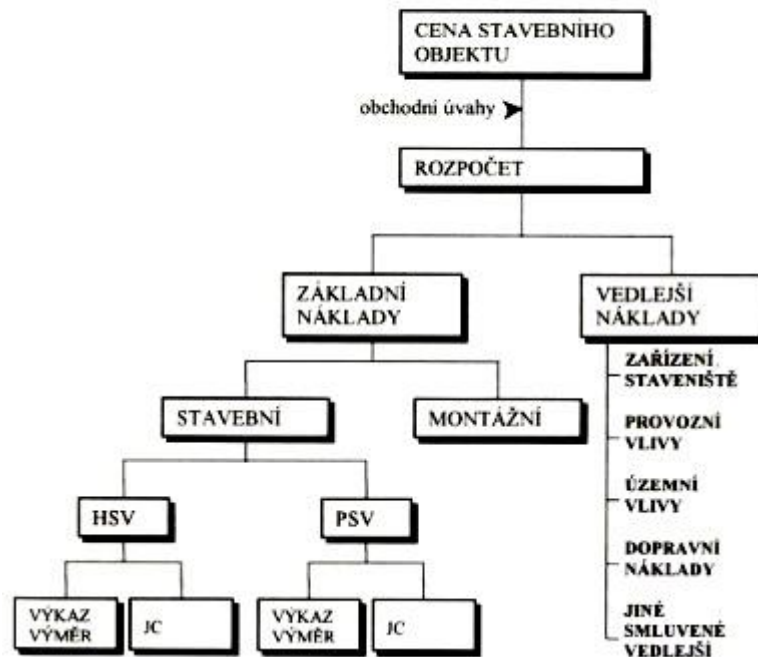 CENA STAVEBNÍHO
OBJEKTU
obchodní úvahy
ROZPOČET
ZÁKLADNÍ
NÁKLADY
VEDLEJŠÍ
NÁKLADY
STAVEBNÍ
MONTÁŽNÍ
HSV
PSV
VÝKAZ
VÝMĚR
JC
VÝKAZ
VÝMĚR
JC
ZAŘÍZENÍ
STAVENIŠTĚ
PROVOZNÍ
VLIVY
ÚZEMNÍ
VLIVY
DOPRAVNÍ
NÁKLADY
JINÉ
SMLUVENÉ
VEDLEJŠÍ